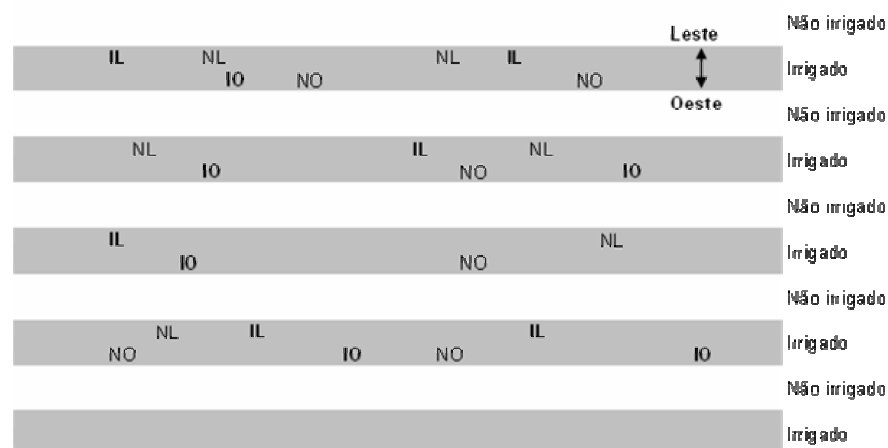 Não irrigado
Leste
IL NL NL IL
Irrigado
IO NO NO
Oeste
Não irrigado
NL IL NL
Irrigado
IO NO IO
Não irrigado
IL NL
Irrigado
IO NO
Não irrigado
NL IL IL
Irrigado
NO IO NO IO
Não irrigado
Irrigado